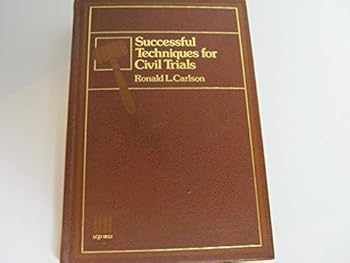 Successful
Techniques for
Civil Trials
Ronald L. Carlson